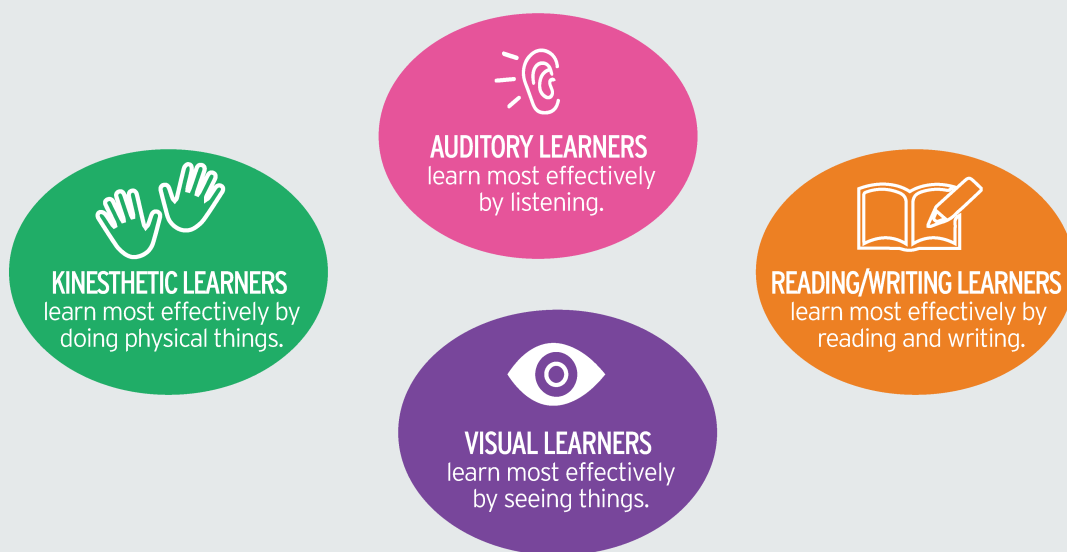 AUDITORY LEARNERS
learn most effectively
by listening.
KINESTHETIC LEARNERS
learn most effectively by
doing physical things.
READING/WRITING LEARNERS
learn most effectively by
reading and writing.
VISUAL LEARNERS
learn most effectively
by seeing things.